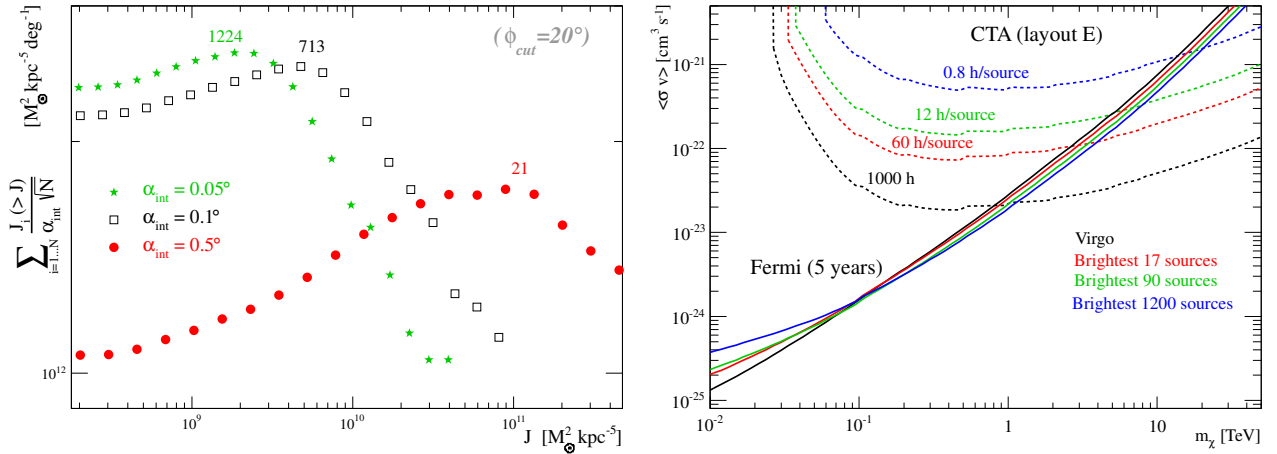 1224
713
(ϕcut=20°)
21
∑i=1...N Ji (> J) / αint √N [M⊙² kpc⁻⁵ deg⁻¹]
αint = 0.05°
αint = 0.1°
αint = 0.5°
10¹²
10⁹ 10¹⁰ 10¹¹
J [M⊙² kpc⁻⁵]
<σ v> [cm³ s⁻¹]
CTA (layout E)
0.8 h/source
12 h/source
60 h/source
1000 h
Fermi (5 years)
Virgo
Brightest 17 sources
Brightest 90 sources
Brightest 1200 sources
10⁻²¹
10⁻²²
10⁻²³
10⁻²⁴
10⁻²⁵
10⁻² 10⁻¹ 1 10
mχ [TeV]